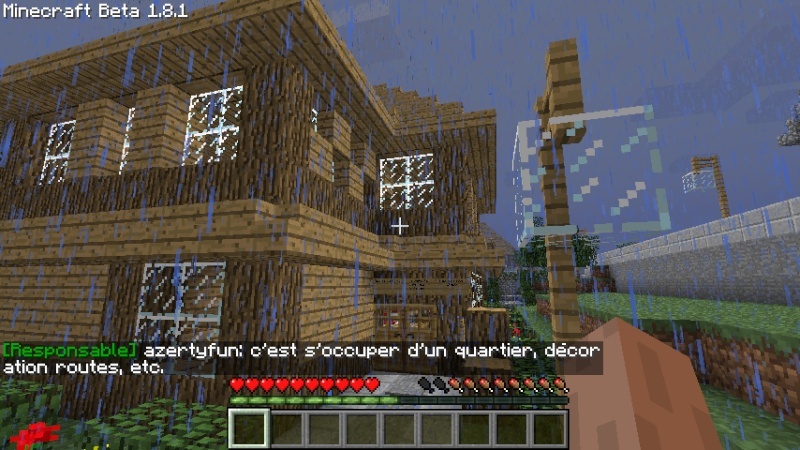 Minecraft Beta 1.8.1
[Responsable] azertyfun: c'est s'occuper d'un quartier, décor
ation routes, etc.